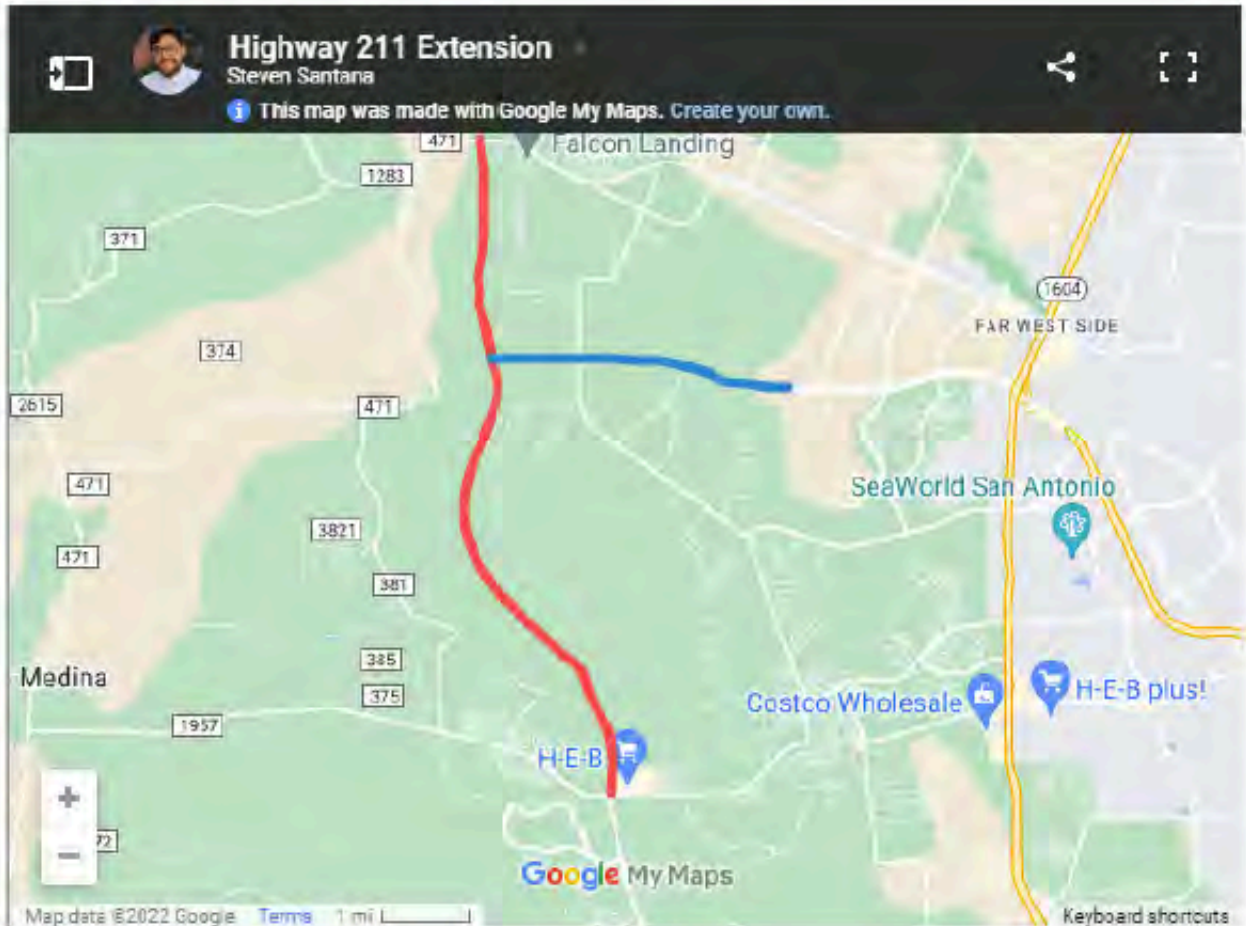 Highway 211 Extension
Steven Santana
This map was made with Google My Maps. Create your own.
471
Falcon Landing
1283
371
1604
FAR WEST SIDE
374
2615
471
471
SeaWorld San Antonio
3821
471
381
385
Medina
375
Costco Wholesale
H-E-B plus!
1957
H-E-B
+
72
−
Google My Maps
Map data ©2022 Google
Terms
1 mi
Keyboard shortcuts